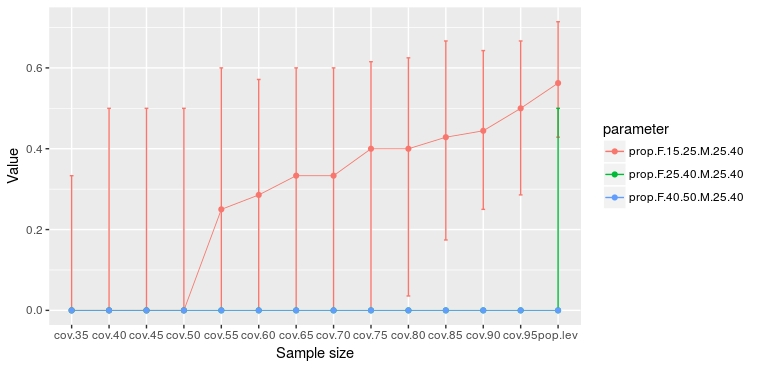 0.6
0.4
0.2
0.0
Value
cov.35 cov.40 cov.45 cov.50 cov.55 cov.60 cov.65 cov.70 cov.75 cov.80 cov.85 cov.90 cov.95 pop.lev
Sample size
parameter
prop.F.15.25.M.25.40
prop.F.25.40.M.25.40
prop.F.40.50.M.25.40